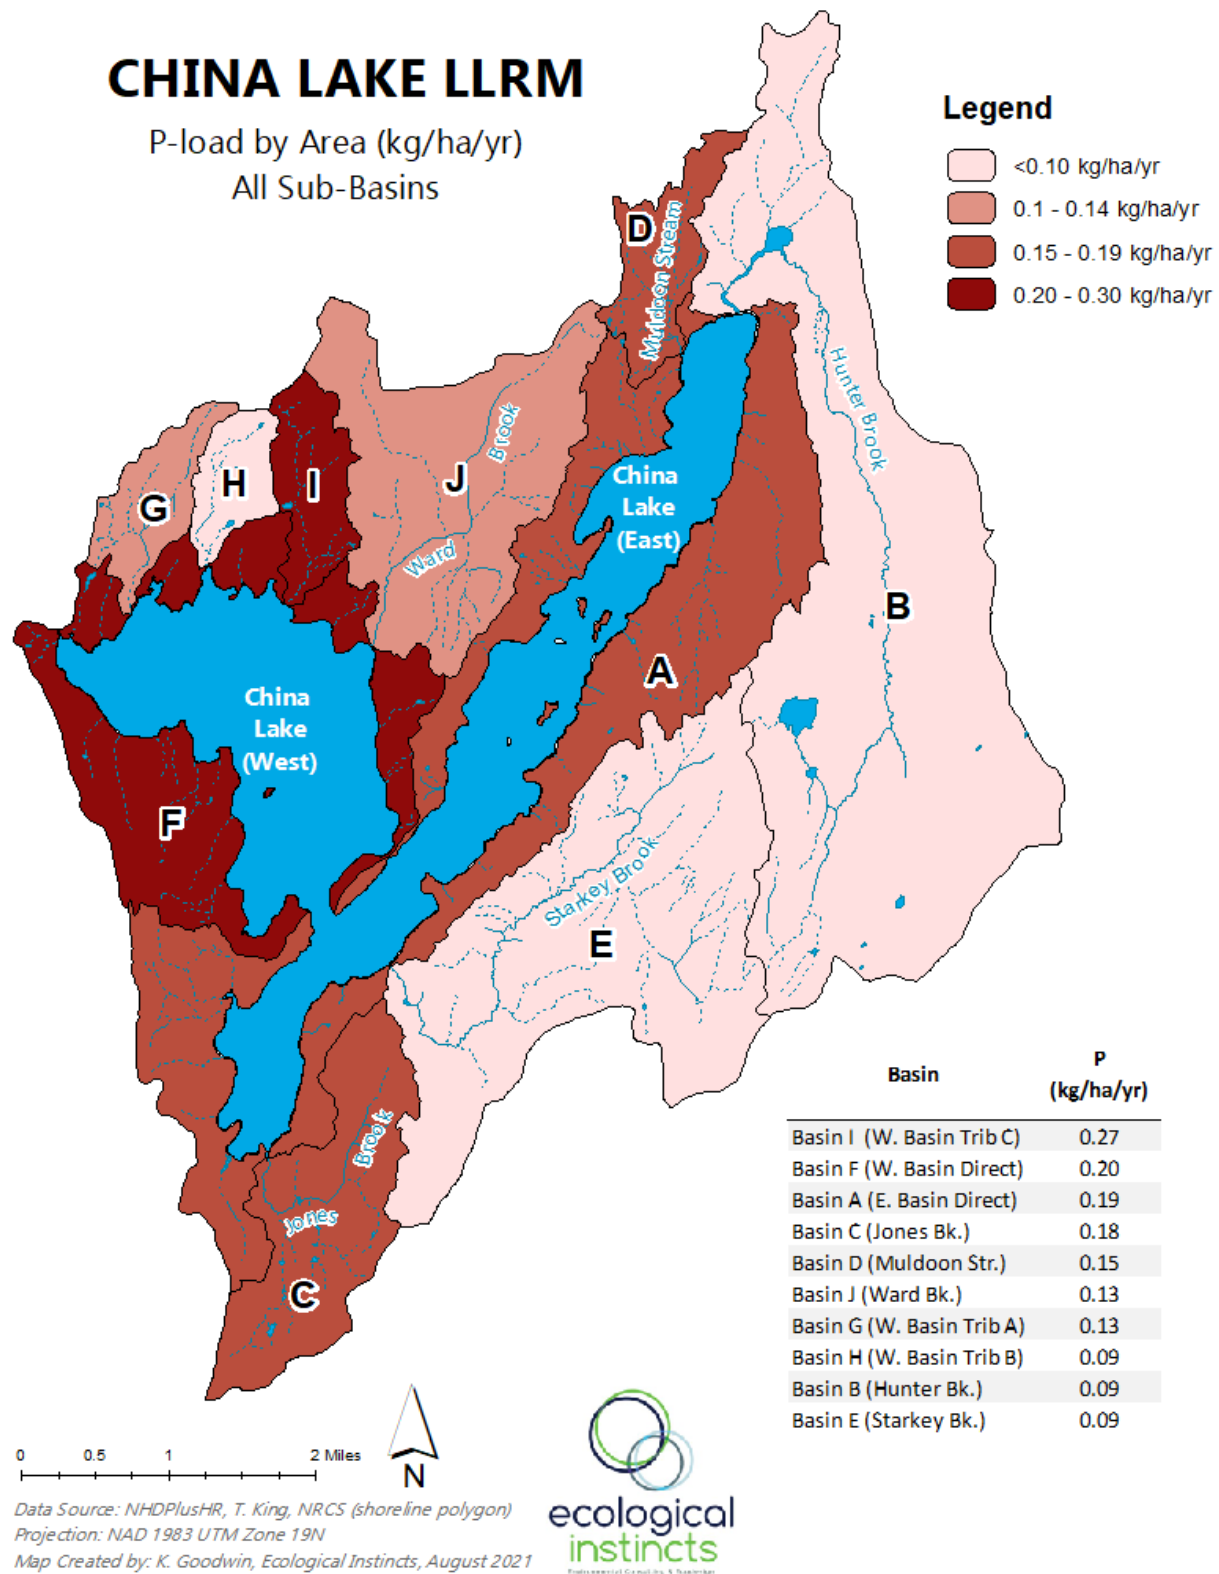 CHINA LAKE LLRM
P-load by Area (kg/ha/yr)
All Sub-Basins
Legend
<0.10 kg/ha/yr
0.1 - 0.14 kg/ha/yr
0.15 - 0.19 kg/ha/yr
0.20 - 0.30 kg/ha/yr
D
Muldoon Stream
Hunter Brook
Brook
J
H
I
G
China
Lake
(East)
Ward
B
A
China
Lake
(West)
F
Starkey Brook
E
Brook
Jones
C
Basin P (kg/ha/yr)
Basin I (W. Basin Trib C) 0.27
Basin F (W. Basin Direct) 0.20
Basin A (E. Basin Direct) 0.19
Basin C (Jones Bk.) 0.18
Basin D (Muldoon Str.) 0.15
Basin J (Ward Bk.) 0.13
Basin G (W. Basin Trib A) 0.13
Basin H (W. Basin Trib B) 0.09
Basin B (Hunter Bk.) 0.09
Basin E (Starkey Bk.) 0.09
0 0.5 1 2 Miles
N
Data Source: NHDPlusHR, T. King, NRCS (shoreline polygon)
Projection: NAD 1983 UTM Zone 19N
Map Created by: K. Goodwin, Ecological Instincts, August 2021
ecological
instincts